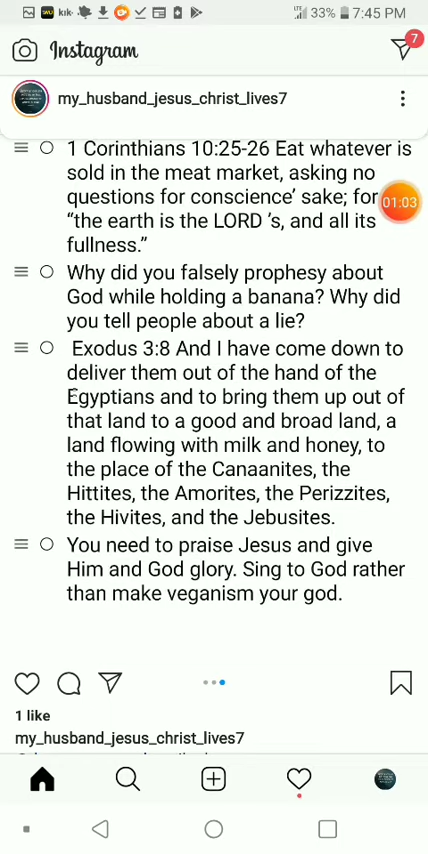 SWU kik
LTE 33% 7:45 PM
Instagram
7
my_husband_jesus_christ_lives7
1 Corinthians 10:25-26 Eat whatever is
sold in the meat market, asking no
questions for conscience’ sake; for
01:03
“the earth is the LORD ’s, and all its
fullness.”
Why did you falsely prophesy about
God while holding a banana? Why did
you tell people about a lie?
Exodus 3:8 And I have come down to
deliver them out of the hand of the
Egyptians and to bring them up out of
that land to a good and broad land, a
land flowing with milk and honey, to
the place of the Canaanites, the
Hittites, the Amorites, the Perizzites,
the Hivites, and the Jebusites.
You need to praise Jesus and give
Him and God glory. Sing to God rather
than make veganism your god.
1 like
my_husband_jesus_christ_lives7